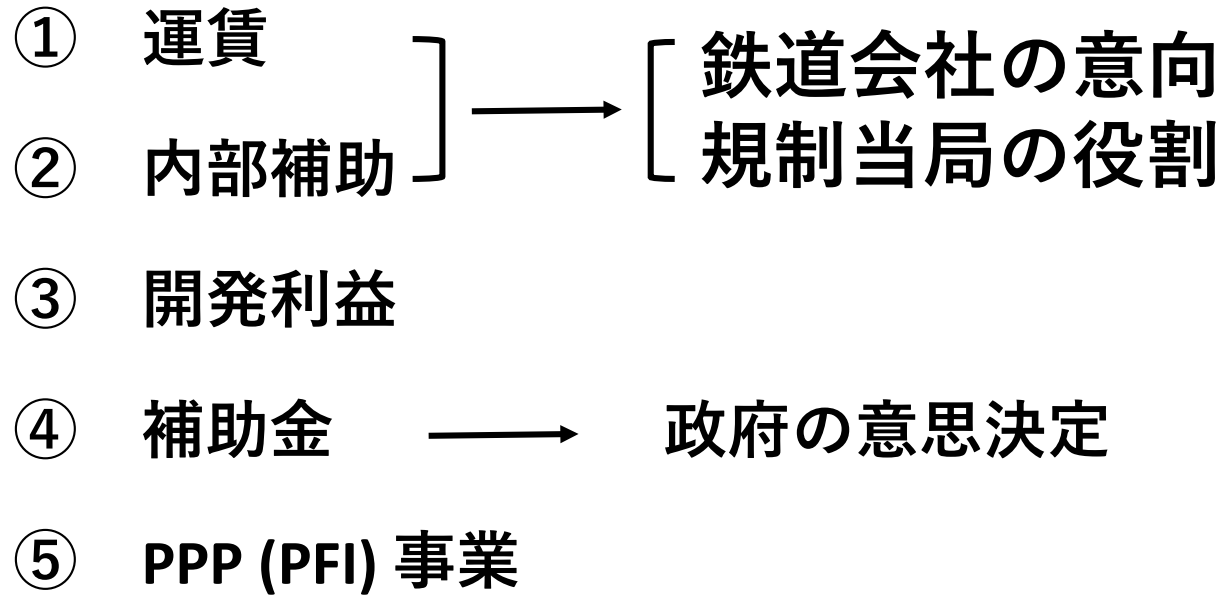 ① 運賃
鉄道会社の意向
② 内部補助
規制当局の役割
③ 開発利益
④ 補助金 政府の意思決定
⑤ PPP (PFI) 事業